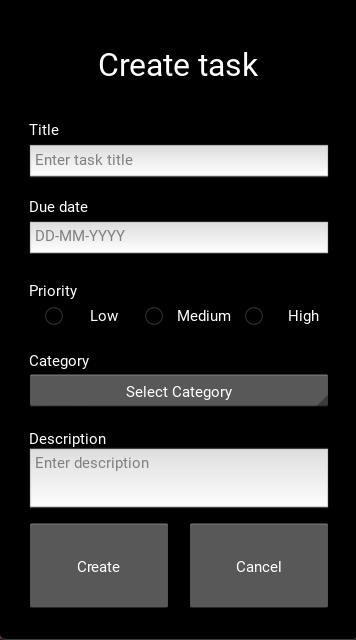 Create task
Title
Enter task title
Due date
DD-MM-YYYY
Priority
Low Medium High
Category
Select Category
Description
Enter description
Create Cancel